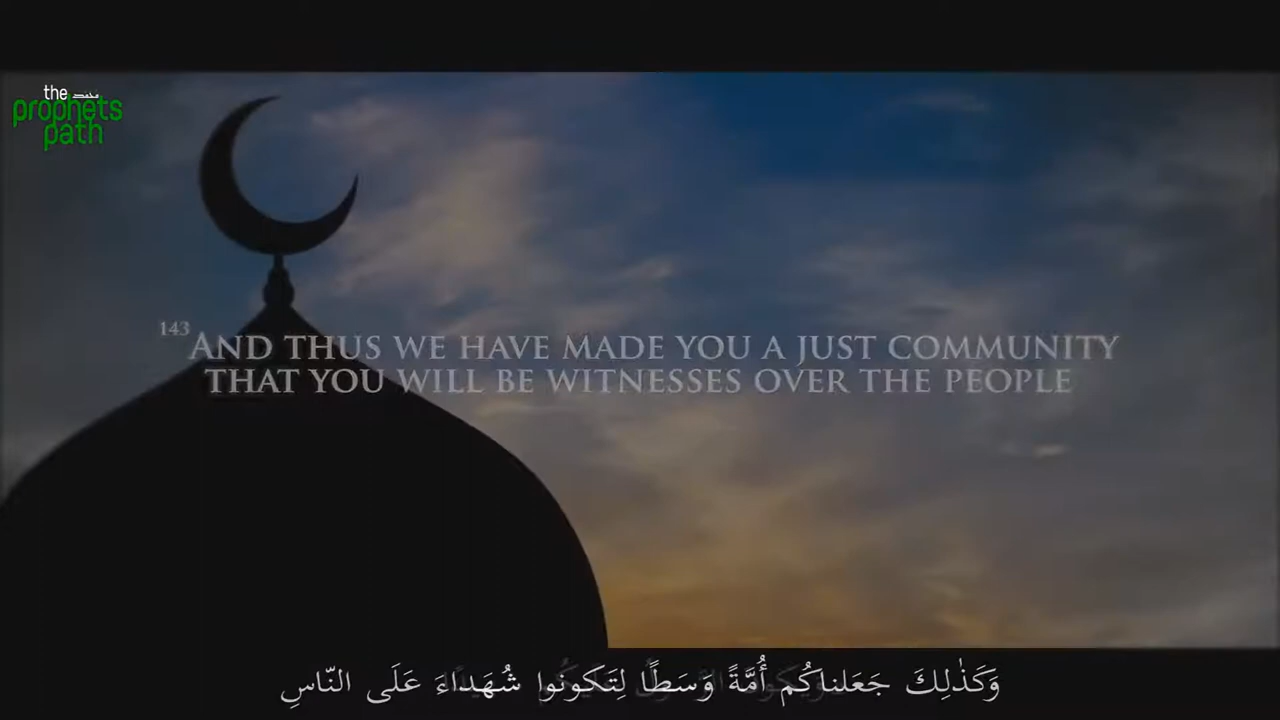 the محمد
prophets
path
143 AND THUS WE HAVE MADE YOU A JUST COMMUNITY
THAT YOU WILL BE WITNESSES OVER THE PEOPLE
وَكَذٰلِكَ جَعَلناكُم أُمَّةً وَسَطًا لِتَكونوا شُهَداءَ عَلَى النّاسِ